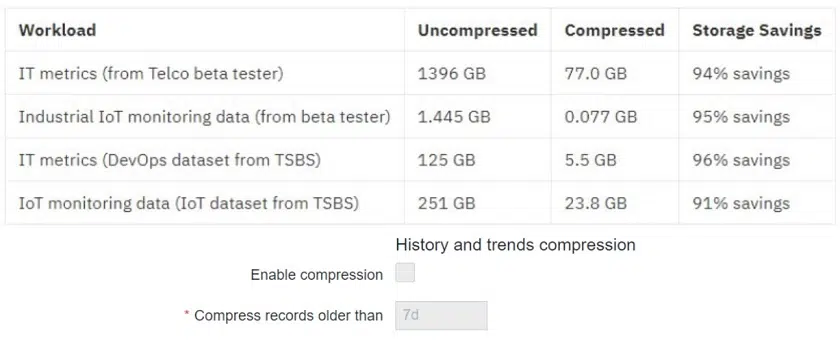 Workload Uncompressed Compressed Storage Savings
IT metrics (from Telco beta tester) 1396 GB 77.0 GB 94% savings
Industrial IoT monitoring data (from beta tester) 1.445 GB 0.077 GB 95% savings
IT metrics (DevOps dataset from TSBS) 125 GB 5.5 GB 96% savings
IoT monitoring data (IoT dataset from TSBS) 251 GB 23.8 GB 91% savings
History and trends compression
Enable compression
* Compress records older than 7d